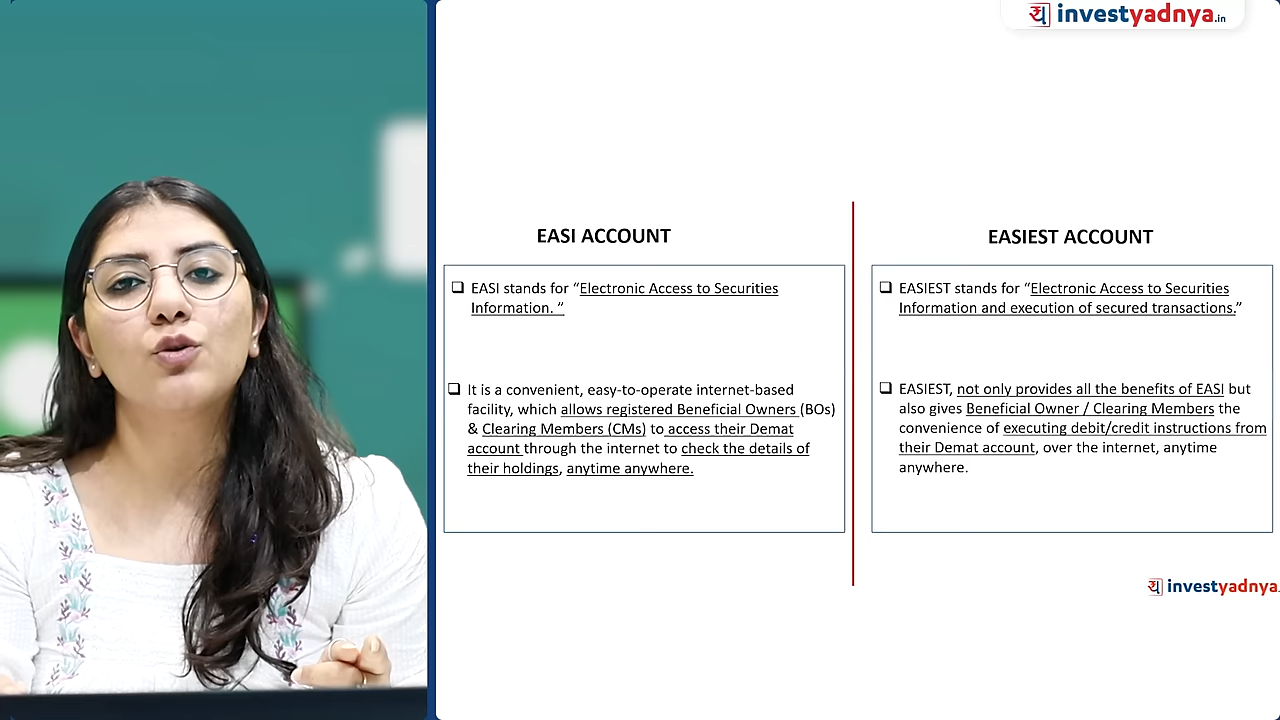 investyadnya.in
EASI ACCOUNT
EASI stands for “Electronic Access to Securities
Information. ”
It is a convenient, easy-to-operate internet-based
facility, which allows registered Beneficial Owners (BOs)
& Clearing Members (CMs) to access their Demat
account through the internet to check the details of
their holdings, anytime anywhere.
EASIEST ACCOUNT
EASIEST stands for “Electronic Access to Securities
Information and execution of secured transactions.”
EASIEST, not only provides all the benefits of EASI but
also gives Beneficial Owner / Clearing Members the
convenience of executing debit/credit instructions from
their Demat account, over the internet, anytime
anywhere.
investyadnya.